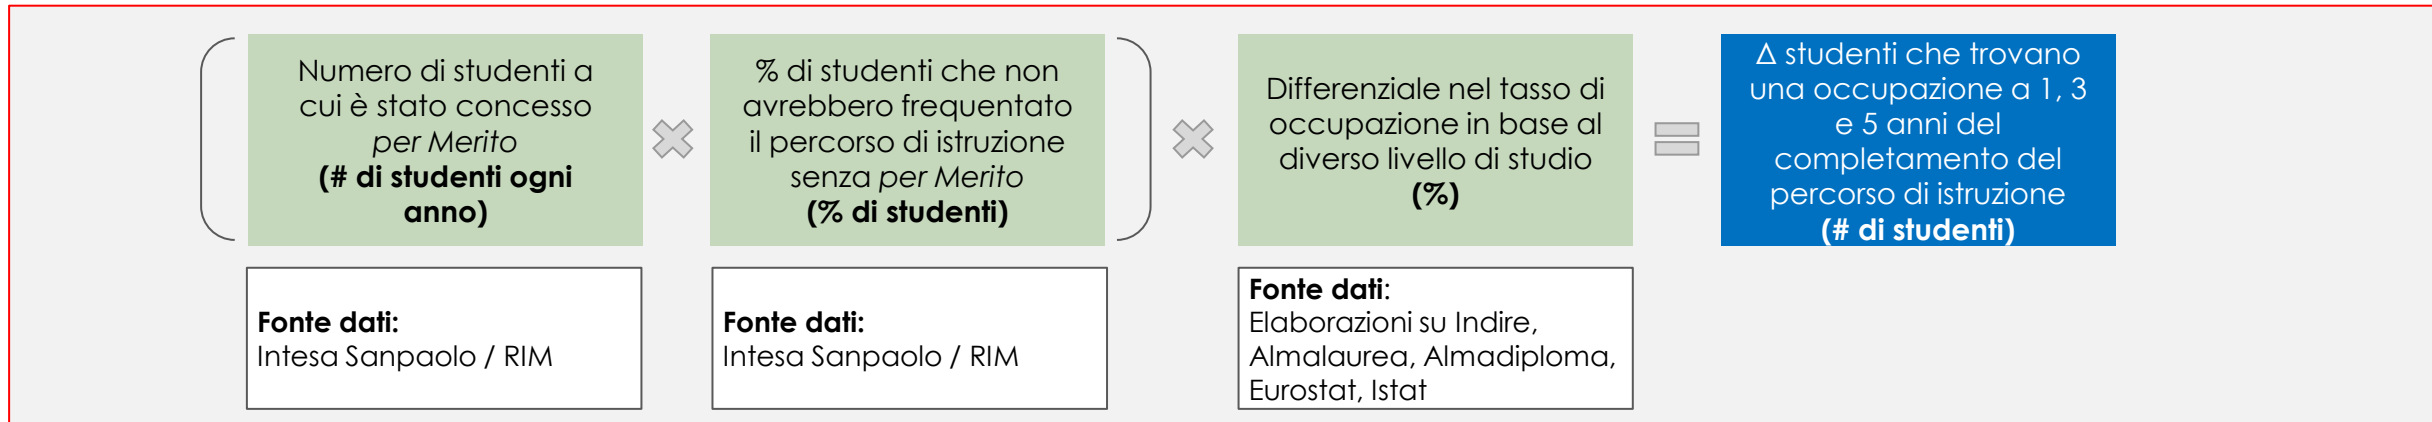 Numero di studenti a
cui è stato concesso
per Merito
(# di studenti ogni
anno)
% di studenti che non
avrebbero frequentato
il percorso di istruzione
senza per Merito
(% di studenti)
Differenziale nel tasso di
occupazione in base al
diverso livello di studio
(%)
Δ studenti che trovano
una occupazione a 1, 3
e 5 anni del
completamento del
percorso di istruzione
(# di studenti)
Fonte dati:
Intesa Sanpaolo / RIM
Fonte dati:
Intesa Sanpaolo / RIM
Fonte dati:
Elaborazioni su Indire,
Almalaurea, Almadiploma,
Eurostat, Istat